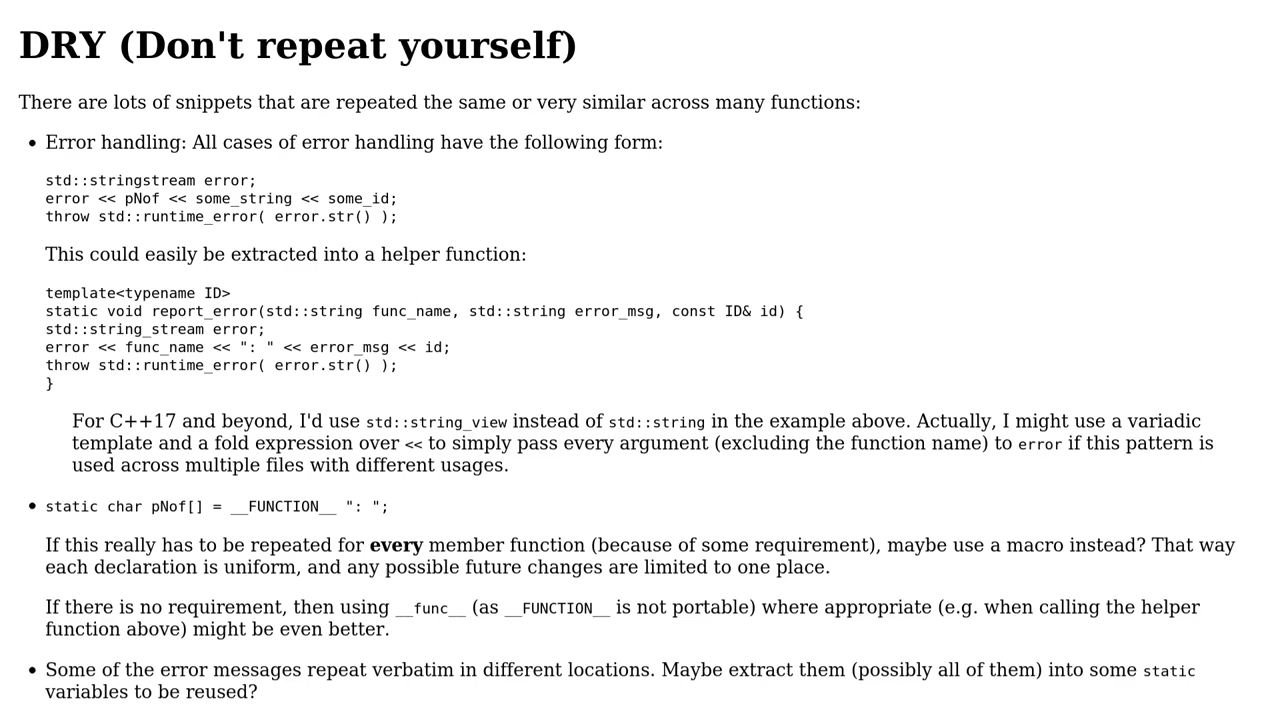 DRY (Don't repeat yourself)
There are lots of snippets that are repeated the same or very similar across many functions:
• Error handling: All cases of error handling have the following form:
std::stringstream error;
error << pNof << some_string << some_id;
throw std::runtime_error( error.str() );
This could easily be extracted into a helper function:
template<typename ID>
static void report_error(std::string func_name, std::string error_msg, const ID& id) {
std::string_stream error;
error << func_name << ": " << error_msg << id;
throw std::runtime_error( error.str() );
}
For C++17 and beyond, I'd use std::string_view instead of std::string in the example above. Actually, I might use a variadic
template and a fold expression over << to simply pass every argument (excluding the function name) to error if this pattern is
used across multiple files with different usages.
• static char pNof[] = __FUNCTION__ ": ";
If this really has to be repeated for every member function (because of some requirement), maybe use a macro instead? That way
each declaration is uniform, and any possible future changes are limited to one place.
If there is no requirement, then using __func__ (as __FUNCTION__ is not portable) where appropriate (e.g. when calling the helper
function above) might be even better.
• Some of the error messages repeat verbatim in different locations. Maybe extract them (possibly all of them) into some static
variables to be reused?